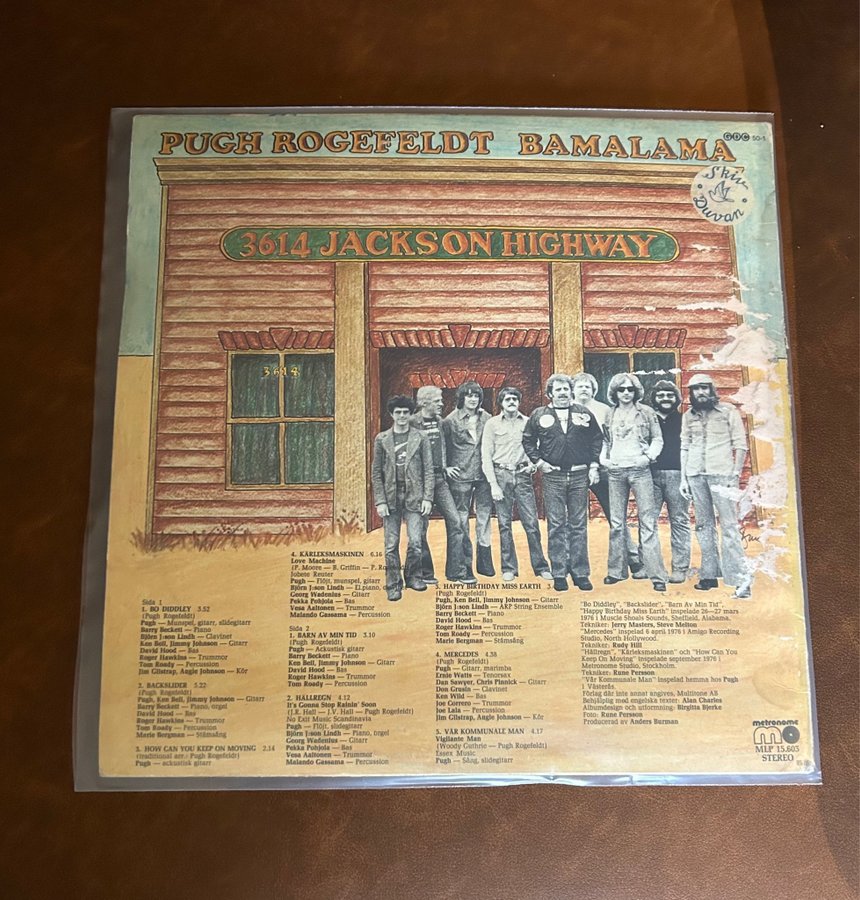 PUGH ROGEFELDT BAMALAMA
GDC 50-1
Skiv
Duvan
3614 JACKSON HIGHWAY
3614
Side 1
1. BO DIDDLEY 3.52
(Pugh Rogefeldt)
Pugh — Munspel, gitarr, slidegitarr
Barry Beckett — Piano
Björn J:son Lindh — Clavinet
Ken Bell, Jimmy Johnson — Gitarr
David Hood — Bas
Roger Hawkins — Trummor
Tom Roady — Percussion
Jim Gilstrap, Angie Johnson — Kör
2. BACKSLIDER 5.22
(Pugh Rogefeldt)
Pugh, Ken Bell, Jimmy Johnson — Gitarr
Barry Beckett — Piano, orgel
David Hood — Bas
Roger Hawkins — Trummor
Tom Roady — Percussion
Marie Bergman — Stämsång
3. HOW CAN YOU KEEP ON MOVING 2.14
(traditional arr.: Pugh Rogefeldt)
Pugh — ackustisk gitarr
4. KÄRLEKSMASKINEN 6.16
Love Machine
(P. Moore — B. Griffin — P. Rogefeldt)
Jobete Reuter
Pugh — Flöjt, munspel, gitarr
Björn J:son Lindh — El.piano,
Georg Wadenius — Gitarr
Pekka Pohjola — Bas
Vesa Aaltonen — Trummor
Malando Gassama — Percussion
Side 2
1. BARN AV MIN TID 3.10
(Pugh Rogefeldt)
Pugh — Ackustisk gitarr
Barry Beckett — Piano
Ken Bell, Jimmy Johnson — Gitarr
David Hood — Bas
Roger Hawkins — Trummor
Tom Roady — Percussion
2. HÄLLREGN 4.12
It's Gonna Stop Rainin' Soon
(J.R. Hall — J.V. Hall — Pugh Rogefeldt)
No Exit Music Scandinavia
Pugh — Flöjt, slidegitarr
Björn J:son Lindh — Piano, orgel
Georg Wadenius — Gitarr
Pekka Pohjola — Bas
Vesa Aaltonen — Trummor
Malando Gassama — Percussion
3. HAPPY BIRTHDAY MISS EARTH
(Pugh Rogefeldt)
Pugh, Ken Bell, Jimmy Johnson — Gitarr
Björn J:son Lindh — ARP String Ensemble
Barry Beckett — Piano
David Hood — Bas
Roger Hawkins — Trummor
Tom Roady — Percussion
Marie Bergman — Stämsång
4. MERCEDES 4.38
(Pugh Rogefeldt)
Pugh — Gitarr, marimba
Ernie Watts — Tenorsax
Dan Sawyer, Chris Pinnick — Gitarr
Don Grusin — Clavinet
Ken Wild — Bas
Joe Correro — Trummor
Joe Lala — Percussion
Jim Gilstrap, Angie Johnson — Kör
5. VÅR KOMMUNALE MAN 4.17
Vigilante Man
(Woody Guthrie — Pugh Rogefeldt)
Essex Music
Pugh — Sång, slidegitarr
"Bo Diddley", "Backslider", "Barn Av Min Tid",
"Happy Birthday Miss Earth" inspelade 26—27 mars
1976 i Muscle Shoals Sounds, Sheffield, Alabama.
Tekniker: Jerry Masters, Steve Melton
"Mercedes" inspelad 6 april 1976 i Amigo Recording
Studio, North Hollywood.
Tekniker: Rudy Hill
"Hällregn", "Kärleksmaskinen" och "How Can You
Keep On Moving" inspelade september 1976 i
Metronome Studio, Stockholm.
Tekniker: Rune Persson
"Vår Kommunale Man" inspelad hemma hos Pugh
i Västerås.
Förlag där inte annat angives, Multitone AB
Behjälplig med engelska texter: Alan Charles
Albumdesign och utformning: Birgitta Bjerke
Foto: Rune Persson
Producerad av Anders Burman
metronome
MLP 15.603
STEREO